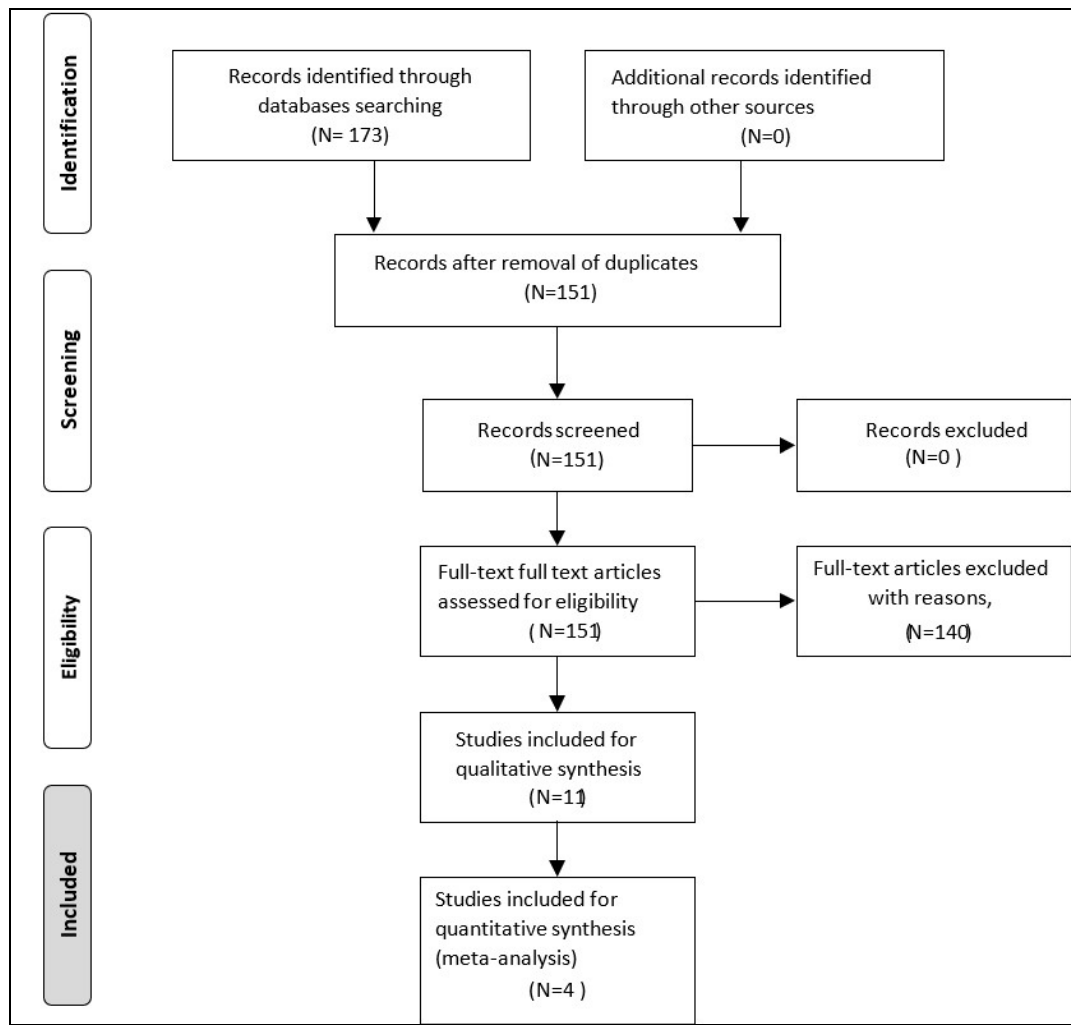 Identification
Records identified through
databases searching
(N= 173)
Additional records identified
through other sources
(N=0)
Records after removal of duplicates
(N=151)
Screening
Records screened
(N=151)
Records excluded
(N=0 )
Eligibility
Full-text full text articles
assessed for eligibility
( N=151)
Full-text articles excluded
with reasons,
(N=140)
Studies included for
qualitative synthesis
(N=11)
Included
Studies included for
quantitative synthesis
(meta-analysis)
(N=4 )